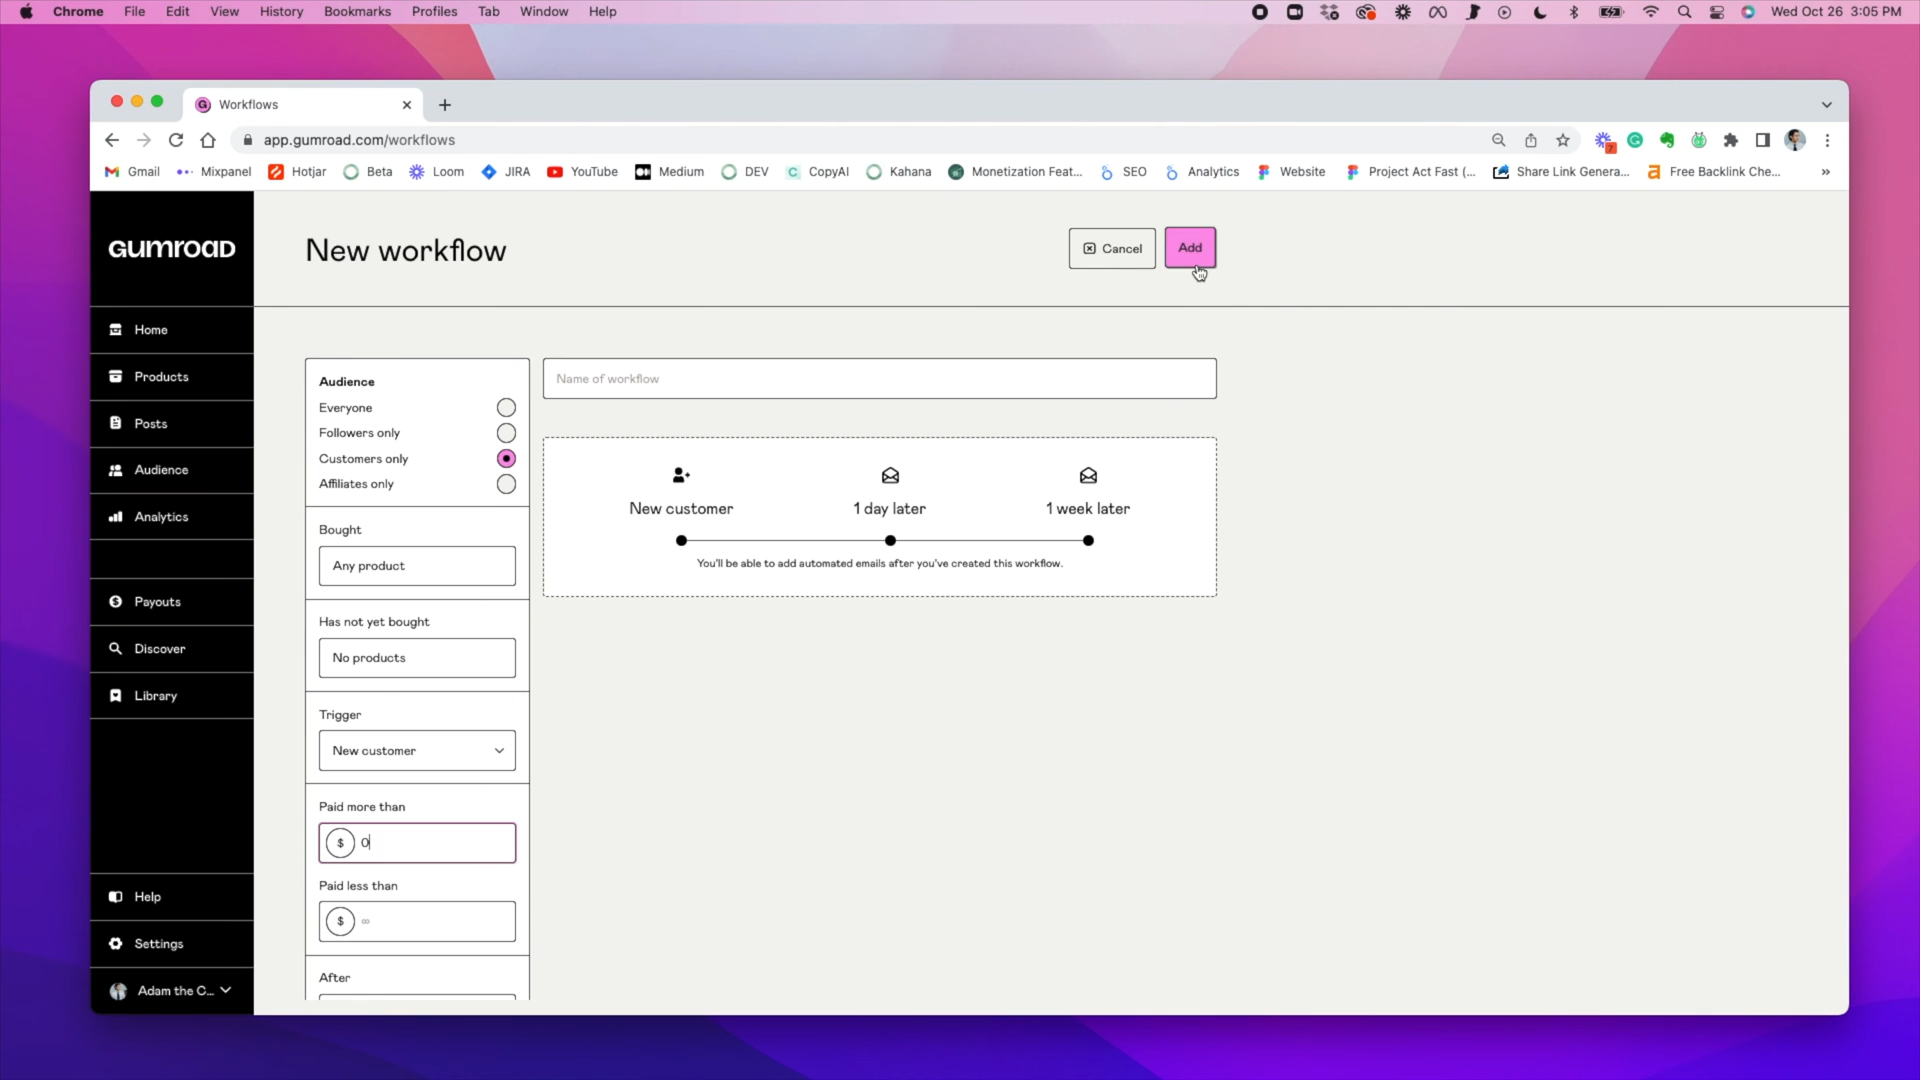 Chrome File Edit View History Bookmarks Profiles Tab Window Help Wed Oct 26 3:05 PM
G Workflows
app.gumroad.com/workflows
7
Gmail Mixpanel Hotjar Beta Loom JIRA YouTube Medium DEV CopyAI Kahana Monetization Feat... SEO Analytics Website Project Act Fast (... Share Link Genera... Free Backlink Che... »
GUMROAD
New workflow
Cancel
Add
Home
Products
Posts
Audience
Analytics
Payouts
Discover
Library
Help
Settings
Adam the C...
Audience
Everyone
Followers only
Customers only
Affiliates only
Bought
Any product
Has not yet bought
No products
Trigger
New customer
Paid more than
$ 0
Paid less than
$ ∞
After
Name of workflow
New customer 1 day later 1 week later
You'll be able to add automated emails after you've created this workflow.